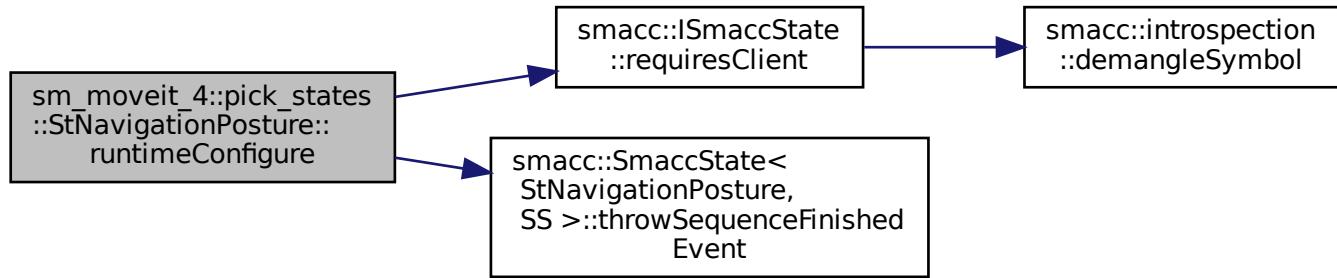 sm_moveit_4::pick_states
::StNavigationPosture::
runtimeConfigure
smacc::ISmaccState
::requiresClient
smacc::introspection
::demangleSymbol
smacc::SmaccState<
StNavigationPosture,
SS >::throwSequenceFinished
Event